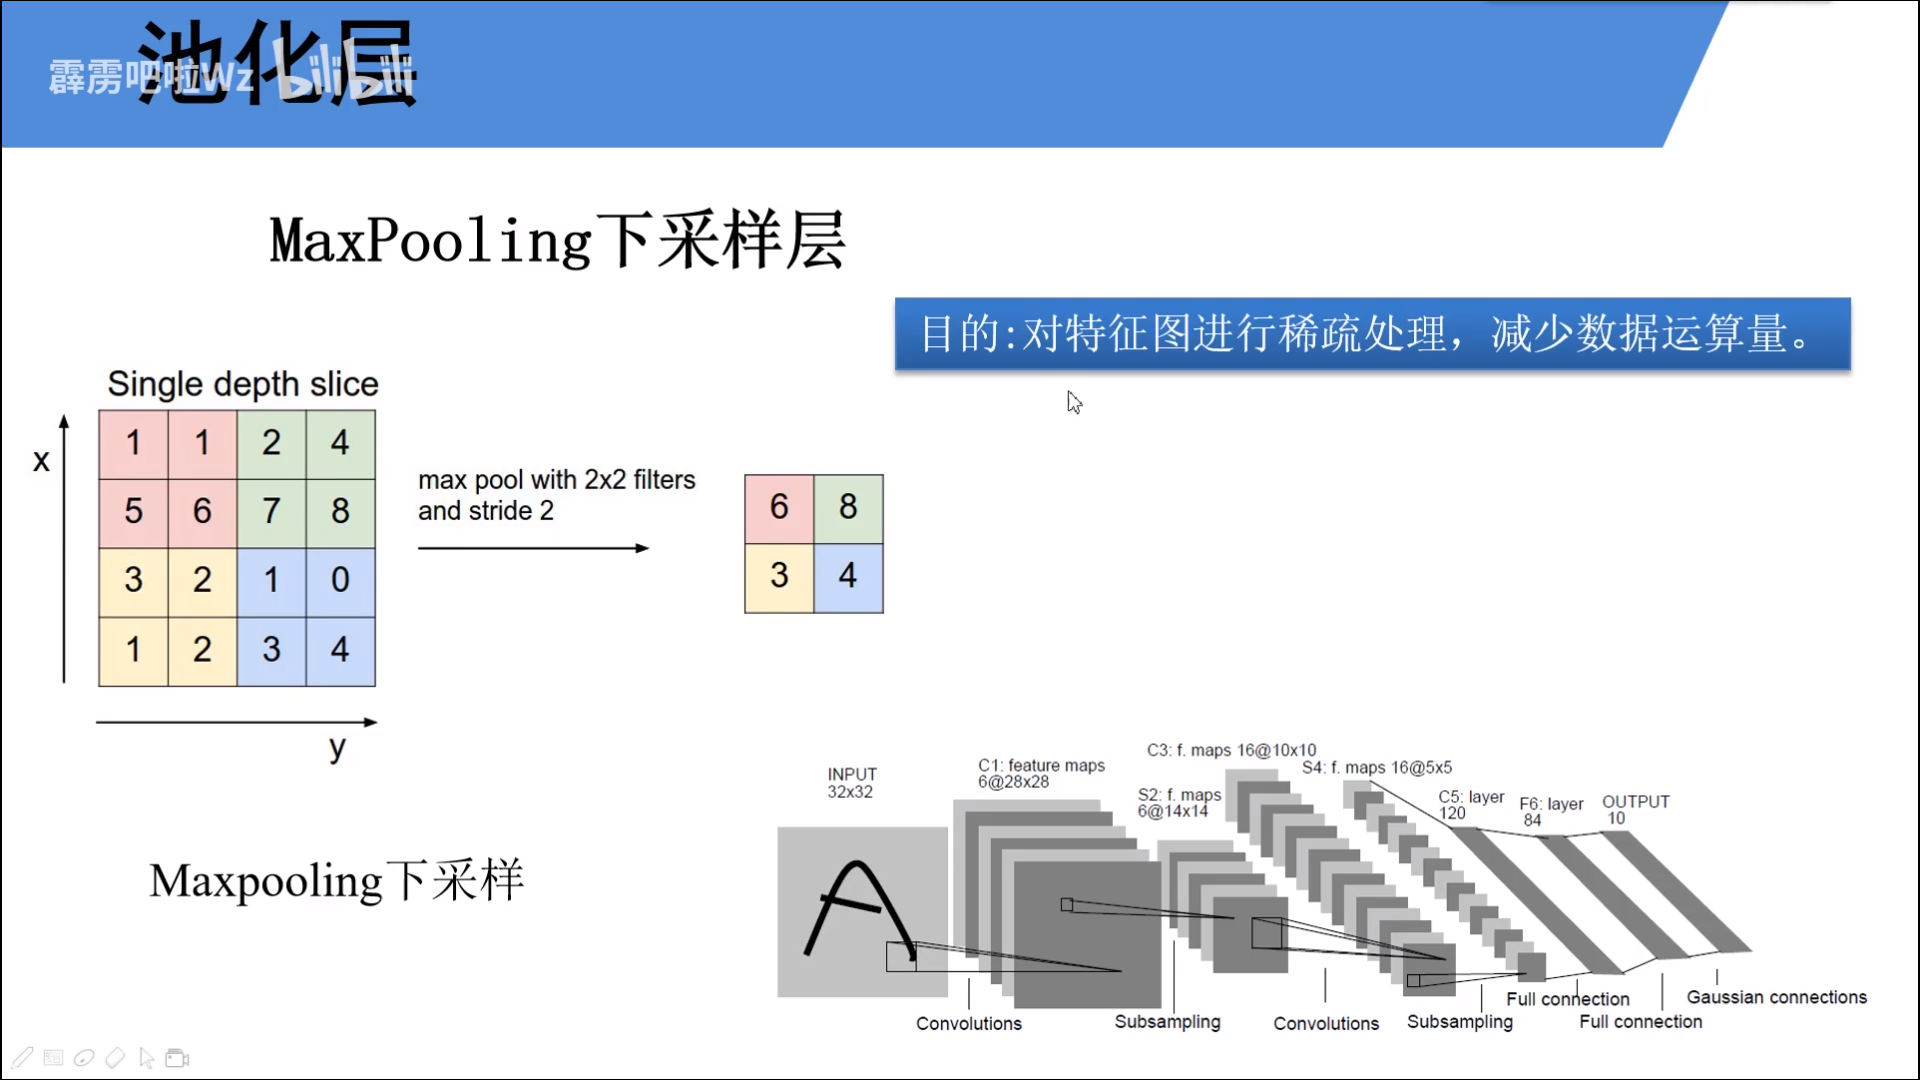 池化层
霹雳吧啦Wz bilibili
MaxPooling下采样层
目的:对特征图进行稀疏处理，减少数据运算量。
Single depth slice
x
1 1 2 4
5 6 7 8
3 2 1 0
1 2 3 4
y
max pool with 2x2 filters
and stride 2
6 8
3 4
Maxpooling下采样
INPUT
32x32
C1: feature maps
6@28x28
S2: f. maps
6@14x14
C3: f. maps 16@10x10
S4: f. maps 16@5x5
C5: layer
120
F6: layer
84
OUTPUT
10
A
Convolutions
Subsampling
Convolutions
Subsampling
Full connection
Full connection
Gaussian connections